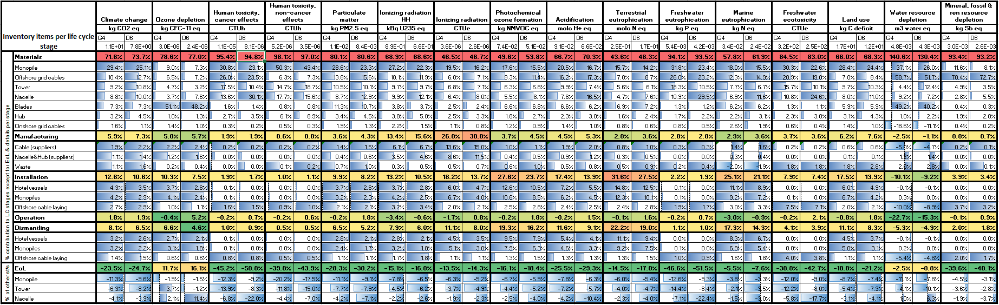 Inventory items per life cycle stage
Climate change Ozone depletion Human toxicity, cancer effects Human toxicity, non-cancer effects Particulate matter Ionizing radiation HH Ionizing radiation Photochemical ozone formation Acidification Terrestrial eutrophication Freshwater eutrophication Marine eutrophication Freshwater ecotoxicity Land use Water resource depletion Mineral, fossil & ren resource depletion
kg CO2 eq kg CFC-11 eq CTUh CTUh kg PM2.5 eq kBq U235 eq CTUe kg NMVOC eq molc H+ eq molc N eq kg P eq kg N eq CTUe kg C deficit m3 water eq kg Sb eq
G4 D6 G4 D6 G4 D6 G4 D6 G4 D6 G4 D6 G4 D6 G4 D6 G4 D6 G4 D6 G4 D6 G4 D6 G4 D6 G4 D6 G4 D6 G4 D6
1.1E+01 7.8E+00 3.0E-06 2.4E-06 1.1E-05 8.1E-06 5.2E-06 3.5E-06 1.1E-02 8.4E-03 8.9E-01 6.6E-01 2.8E-06 2.1E-06 7.4E-02 5.1E-02 9.1E-02 6.4E-02 2.5E-01 1.7E-01 1.0E-02 7.3E-03 3.4E-02 2.4E-02 3.2E+02 2.5E+02 1.7E+01 1.2E+01 4.8E-03 4.3E-03 3.0E-03 2.6E-03
% contribution to LC stages except for EoL & details per stage
Materials 71.6% 73.7% 78.6% 77.0% 95.4% 94.8% 98.1% 97.0% 80.1% 80.6% 68.9% 68.6% 46.5% 46.7% 49.6% 53.8% 66.7% 70.3% 43.6% 48.3% 94.1% 93.5% 57.8% 61.9% 84.5% 83.0% 66.0% 68.3% 140.6% 130.4% 93.4% 93.2%
Monopile 29.4% 25.1% 9.0% 7.3% 30.8% 23.1% 50.3% 43.4% 28.6% 23.3% 27.2% 22.3% 19.5% 16.2% 17.6% 15.5% 20.5% 16.7% 15.7% 14.2% 31.8% 23.4% 18.0% 15.5% 30.3% 22.6% 28.4% 24.4% 37.1% 26.0% 11.6% 8.1%
Offshore grid cables 10.4% 12.7% 6.5% 7.2% 26.0% 23.5% 6.3% 7.3% 13.8% 15.6% 10.1% 11.9% 6.0% 7.1% 9.3% 11.4% 16.2% 17.3% 7.0% 8.7% 26.0% 23.2% 12.3% 14.9% 20.9% 19.0% 7.0% 8.4% 58.7% 51.7% 70.4% 72.7%
Tower 9.2% 10.8% 4.7% 3.2% 17.5% 10.4% 14.7% 18.7% 10.5% 10.1% 9.7% 9.7% 6.8% 7.1% 6.3% 6.8% 9.9% 7.4% 4.5% 5.4% 18.3% 10.5% 7.7% 6.7% 15.7% 10.1% 9.7% 10.3% 4.4% 12.4% 4.9% 3.5%
Nacelle 8.8% 10.0% 3.7% 7.6% 13.6% 30.1% 17.7% 15.6% 8.7% 12.9% 9.9% 12.1% 6.4% 8.0% 5.5% 8.1% 7.8% 16.5% 4.7% 7.6% 10.9% 29.5% 6.9% 11.6% 10.8% 24.6% 8.0% 11.0% 9.2% 7.2% 2.8% 5.5%
Blades 7.3% 7.3% 51.1% 48.2% 1.6% 1.4% 0.8% 0.8% 11.3% 10.7% 3.8% 3.7% 2.5% 2.4% 6.9% 7.2% 6.6% 6.2% 6.9% 7.2% 1.3% 1.2% 6.2% 6.2% 1.3% 1.2% 5.9% 5.9% 49.2% 40.2% 0.4% 0.3%
Hub 3.2% 4.5% 1.0% 1.3% 2.7% 3.5% 6.1% 8.9% 3.4% 4.5% 3.8% 5.0% 2.5% 3.3% 1.8% 2.7% 2.3% 3.0% 1.4% 2.2% 1.7% 2.2% 2.2% 3.1% 2.3% 3.0% 3.1% 4.3% 1.0% 2.2% 1.9% 2.0%
Onshore grid cables 1.6% 1.1% 1.4% 1.0% 0.3% 0.2% 0.5% 0.4% 1.9% 1.3% 2.2% 1.5% 1.4% 1.0% 1.2% 0.9% 1.4% 0.9% 1.4% 1.0% 0.3% 0.2% 2.6% 1.9% 0.6% 0.4% 1.4% 1.0% -18.6% -11.1% 0.4% 0.2%
Manufacturing 5.9% 7.3% 5.0% 5.7% 1.9% 1.9% 0.6% 0.8% 3.6% 4.3% 13.4% 15.6% 26.0% 30.8% 3.7% 4.5% 4.5% 5.3% 2.8% 3.6% 2.8% 2.8% 2.9% 3.6% 3.7% 3.6% 6.2% 7.6% -2.5% -1.1% 0.8% 0.7%
Cable (suppliers) 1.9% 2.2% 2.2% 2.4% 0.2% 0.2% 0.2% 0.2% 1.4% 1.5% 6.1% 6.7% 13.6% 15.0% 1.0% 1.1% 1.9% 2.0% 0.8% 1.0% 0.3% 0.3% 1.4% 1.6% 0.2% 0.2% 0.6% 0.6% -5.0% -4.7% 0.2% 0.1%
Nacelle&Hub (suppliers) 1.1% 1.4% 1.2% 1.6% 0.0% 0.0% 0.0% 0.0% 0.6% 0.8% 3.5% 4.6% 8.6% 11.5% 0.4% 0.6% 0.6% 0.8% 0.3% 0.4% 0.0% 0.0% 0.3% 0.4% 0.0% 0.0% 0.1% 0.1% 1.2% 1.4% 0.0% 0.0%
Waste 1.1% 1.6% 0.2% 0.4% 0.0% 0.0% 0.1% 0.2% 0.7% 1.0% 0.3% 0.4% 0.1% 0.2% 0.6% 1.0% 0.4% 1.2% 0.5% 0.9% 0.2% 0.4% -2.0% -1.9% 1.8% 1.8% 2.8% 2.8% 2.0% 2.8% 0.0% 0.1%
Installation 12.6% 10.6% 10.3% 7.5% 1.9% 1.7% 1.0% 1.1% 9.9% 8.2% 13.2% 10.5% 18.2% 13.7% 27.6% 23.7% 17.4% 13.9% 31.6% 27.5% 2.2% 1.9% 25.1% 21.1% 7.9% 7.4% 17.5% 13.9% -10.1% -9.2% 3.9% 3.4%
Hotel vessels 4.3% 3.5% 3.7% 2.8% 0.1% 0.1% 0.0% 0.0% 3.7% 2.8% 3.7% 2.8% 6.0% 4.7% 12.6% 10.5% 7.2% 5.5% 14.8% 12.5% 0.1% 0.0% 11.1% 8.9% 0.1% 0.0% 6.0% 4.9% -0.1% -0.1% 0.0% 0.0%
Monopiles 4.2% 2.9% 4.1% 2.4% 0.1% 0.0% 0.0% 0.0% 3.2% 2.3% 4.2% 2.5% 6.7% 4.0% 10.6% 8.5% 6.2% 4.5% 12.3% 10.1% 0.1% 0.0% 9.2% 7.2% 0.1% 0.0% 6.7% 4.2% 0.3% 0.0% 0.0% 0.0%
Offshore cable laying 2.7% 2.9% 1.0% 1.1% 1.6% 1.5% 0.9% 1.0% 2.1% 2.1% 3.2% 3.4% 2.0% 2.1% 2.5% 2.8% 2.4% 2.5% 2.4% 2.8% 1.9% 1.7% 3.0% 3.3% 7.5% 7.1% 2.0% 2.1% -10.0% -8.9% 3.7% 3.2%
Operation 1.8% 1.9% -0.4% 5.2% -0.2% 0.7% -0.2% 0.6% -0.2% 1.8% -3.4% -0.6% -1.7% 0.8% -0.2% 1.8% -0.2% 1.5% -0.1% 1.6% -0.2% 0.7% -3.0% -0.9% -0.2% 2.1% -0.8% 1.8% -22.7% -15.3% -0.1% 0.9%
Dismantling 8.1% 6.5% 6.6% 4.6% 1.0% 0.9% 0.5% 0.5% 6.5% 5.2% 7.9% 6.0% 11.1% 8.0% 19.3% 16.2% 11.6% 9.1% 22.2% 19.0% 1.1% 1.0% 17.3% 14.3% 4.1% 3.9% 11.1% 8.3% -5.3% -4.9% 2.0% 1.8%
Hotel vessels 3.2% 2.6% 2.7% 2.1% 0.1% 0.0% 0.0% 0.0% 2.8% 2.1% 2.8% 2.1% 4.5% 3.5% 9.5% 7.9% 5.4% 4.1% 11.1% 9.4% 0.0% 0.0% 8.3% 6.7% 0.0% 0.0% 4.5% 3.7% -0.1% -0.1% 0.0% 0.0%
Monopiles 3.2% 2.2% 3.1% 1.8% 0.1% 0.0% 0.0% 0.0% 2.4% 1.7% 3.2% 1.8% 5.1% 3.0% 7.9% 6.3% 4.6% 3.3% 9.2% 7.5% 0.1% 0.0% 6.9% 5.4% 0.0% 0.0% 5.1% 3.1% 0.2% 0.0% 0.0% 0.0%
Offshore cable laying 1.4% 1.5% 0.6% 0.6% 0.8% 0.8% 0.5% 0.5% 1.1% 1.1% 1.7% 1.8% 1.1% 1.1% 1.3% 1.5% 1.3% 1.3% 1.3% 1.5% 1.0% 0.9% 1.6% 1.8% 4.0% 3.8% 1.1% 1.1% -5.4% -4.8% 2.0% 1.7%
% of other st/s
EoL -23.5% -24.7% 11.7% 16.1% -45.2% -50.8% -39.8% -43.9% -28.3% -30.2% -15.1% -16.0% -13.5% -14.3% -16.1% -18.4% -25.5% -29.3% -14.5% -17.0% -46.6% -51.5% -5.5% -7.6% -38.8% -42.7% -18.8% -21.2% -2.5% -0.8% -39.6% -40.1%
Monopile -11.3% -9.6% -1.9% -1.5% -12.3% -9.2% -20.2% -17.5% -11.1% -9.1% -7.8% -6.5% -6.3% -5.2% -6.7% -5.9% -7.8% -6.3% -6.0% -5.4% -12.6% -9.3% -3.8% -3.3% -12.0% -9.0% -8.7% -7.4% -11.1% -7.8% -4.5% -3.1%
Tower -6.3% -8.2% 3.7% -1.2% -13.9% -8.3% -11.8% -15.0% -7.7% -7.9% -4.5% -6.2% -3.7% -4.9% -4.4% -5.5% -7.2% -5.7% -4.0% -4.7% -14.4% -8.4% -2.1% -3.5% -12.2% -8.0% -5.4% -7.3% -4.1% -10.1% -3.6% -2.8%
Nacelle -4.1% -3.9% 2.1% 11.4% -6.8% -22.0% -4.4% -7.0% -4.2% -7.1% -2.2% -2.6% -1.9% -2.3% -2.5% -4.0% -4.2% -10.4% -2.3% -4.0% -7.1% -22.4% -1.5% -3.0% -5.8% -17.7% -3.1% -4.1% 1.0% 6.3% -1.9% -3.7%